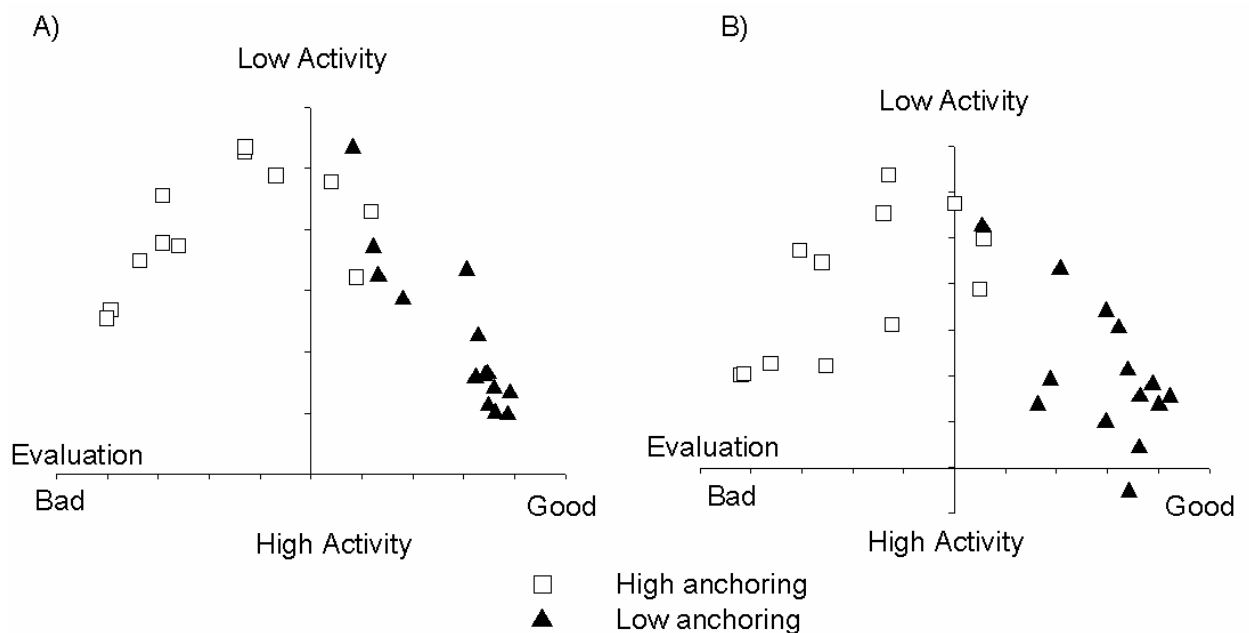 A)
Low Activity
Evaluation
Bad
Good
High Activity
B)
Low Activity
Evaluation
Bad
Good
High Activity
High anchoring
Low anchoring